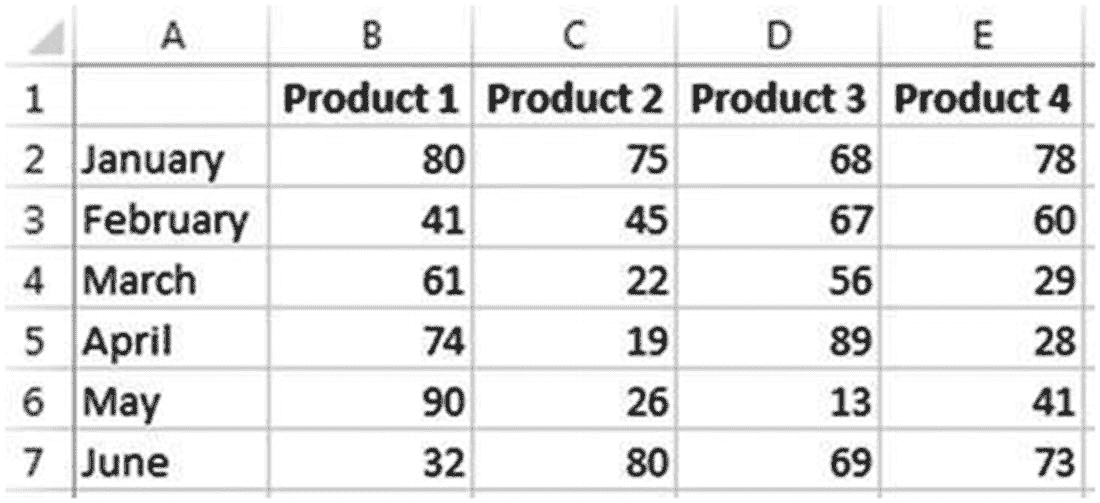 A B C D E
1 Product 1 Product 2 Product 3 Product 4
2 January 80 75 68 78
3 February 41 45 67 60
4 March 61 22 56 29
5 April 74 19 89 28
6 May 90 26 13 41
7 June 32 80 69 73